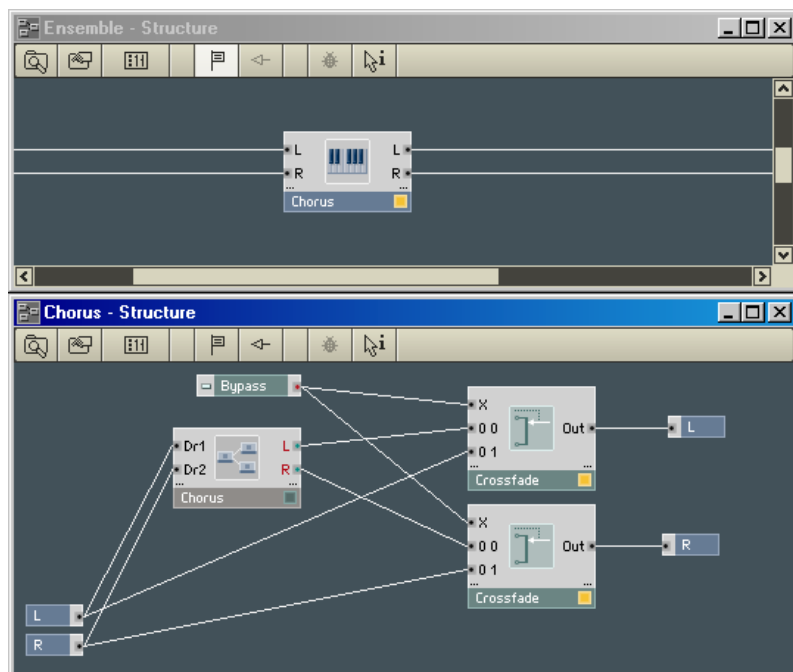 Ensemble - Structure
L L
R R
... ...
Chorus
Chorus - Structure
Bypass
X
0 0 Out L
0 1
... ...
Crossfade
Dr1 L
Dr2 R
... ...
Chorus
X
0 0 Out R
0 1
... ...
Crossfade
L
R